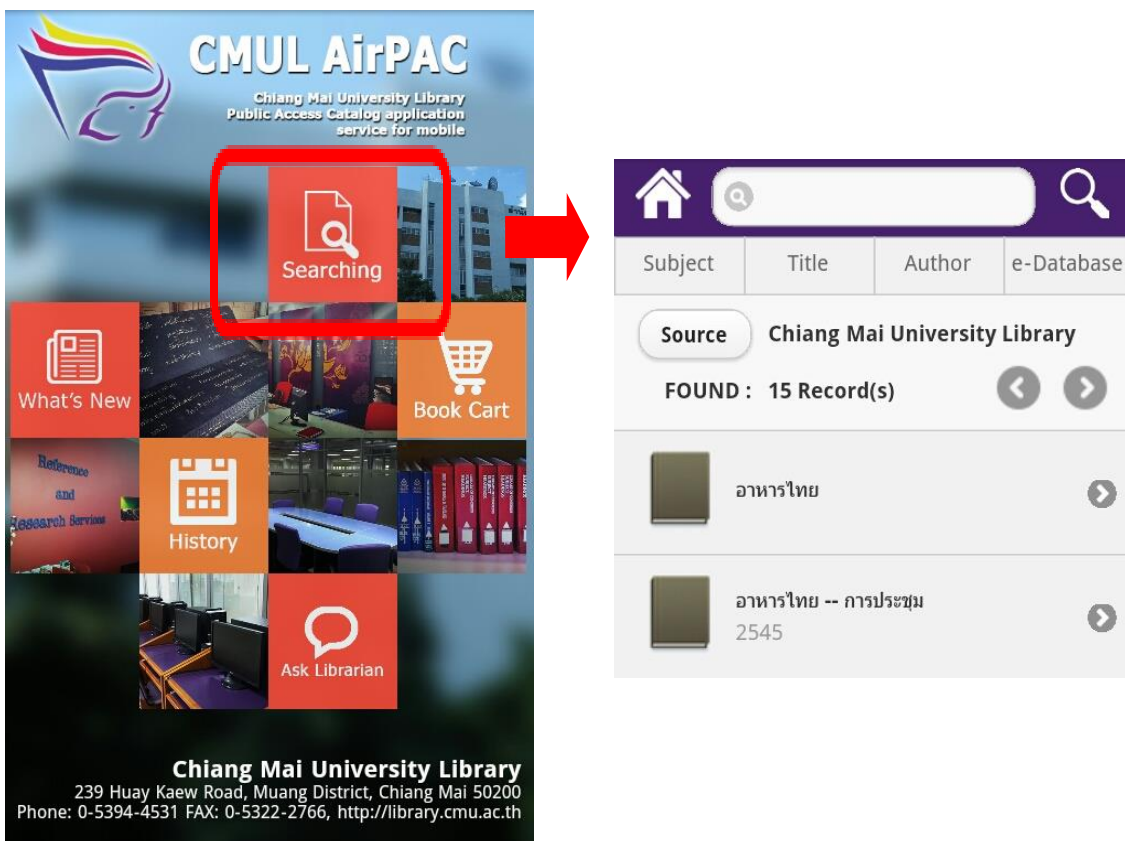 CMUL AirPAC
Chiang Mai University Library
Public Access Catalog application
service for mobile
Searching
What's New
Book Cart
Reference
and
Research Services
History
Ask Librarian
Chiang Mai University Library
239 Huay Kaew Road, Muang District, Chiang Mai 50200
Phone: 0-5394-4531 FAX: 0-5322-2766, http://library.cmu.ac.th
Subject Title Author e-Database
Source Chiang Mai University Library
FOUND : 15 Record(s)
อาหารไทย
อาหารไทย -- การประชุม
2545